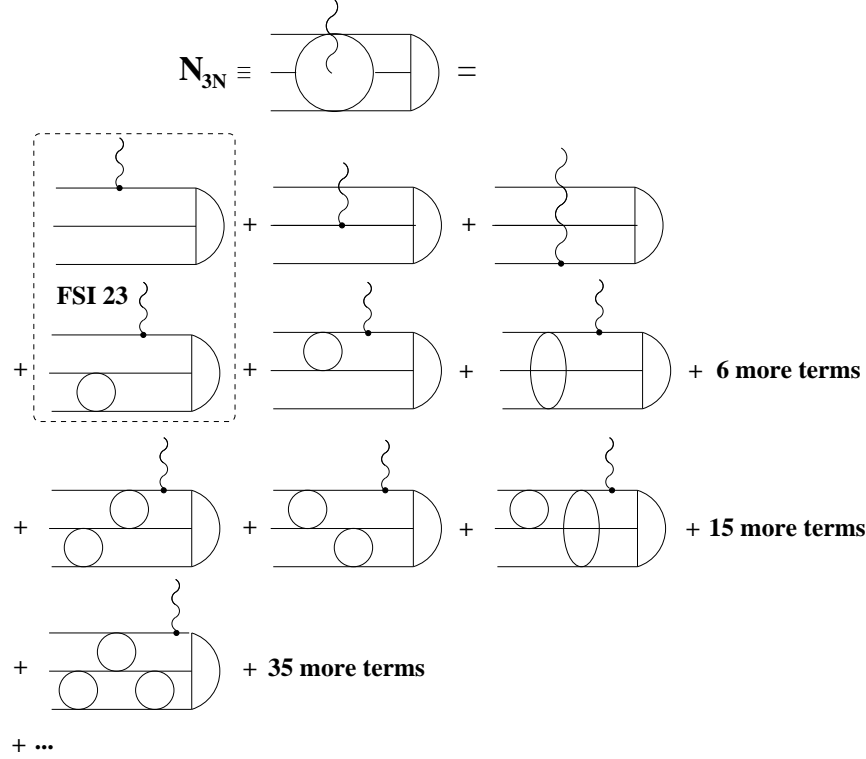 N3N ≡ =
+ +
FSI 23
+ + + + 6 more terms
+ + + + 15 more terms
+ + 35 more terms
+ ...